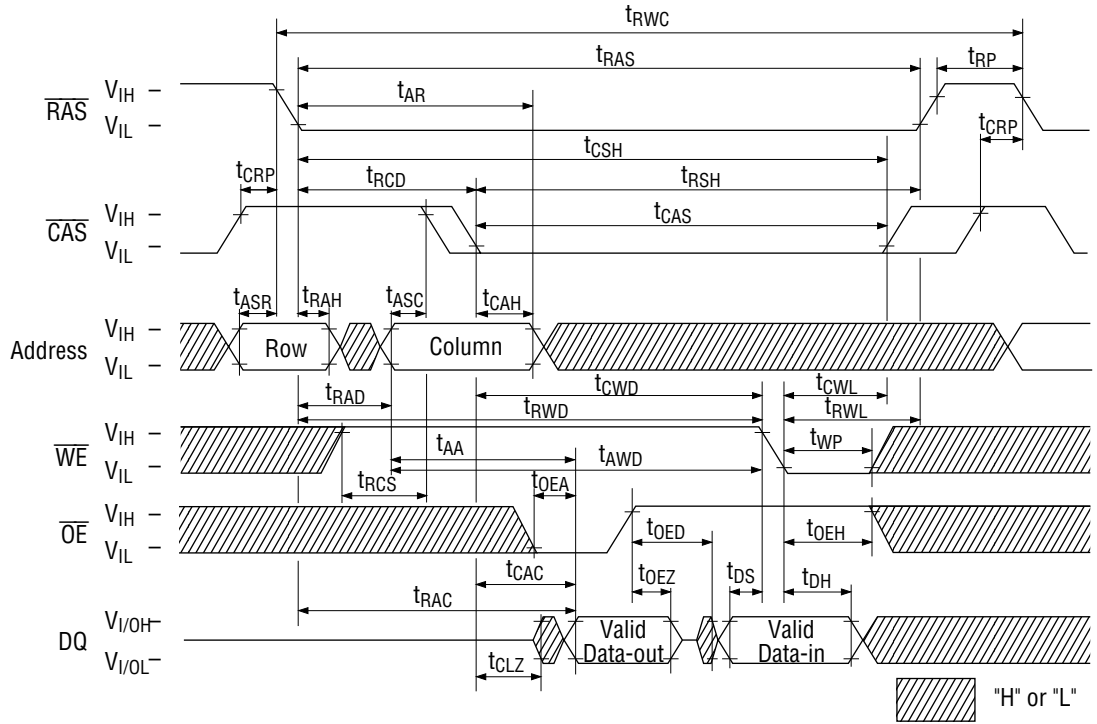 tRWC
tRAS
tRP
RAS
VIH
VIL
tAR
tCRP
tCSH
tCRP
tRCD
tRSH
CAS
VIH
VIL
tCAS
tASR
tRAH
tASC
tCAH
Address
VIH
VIL
Row
Column
tCWD
tCWL
tRAD
tRWD
tRWL
WE
VIH
VIL
tAA
tWP
tAWD
tRCS
tOEA
OE
VIH
VIL
tOED
tOEH
tCAC
tOEZ
tDS
tDH
tRAC
DQ
VI/OH
VI/OL
Valid
Data-out
Valid
Data-in
tCLZ
"H" or "L"